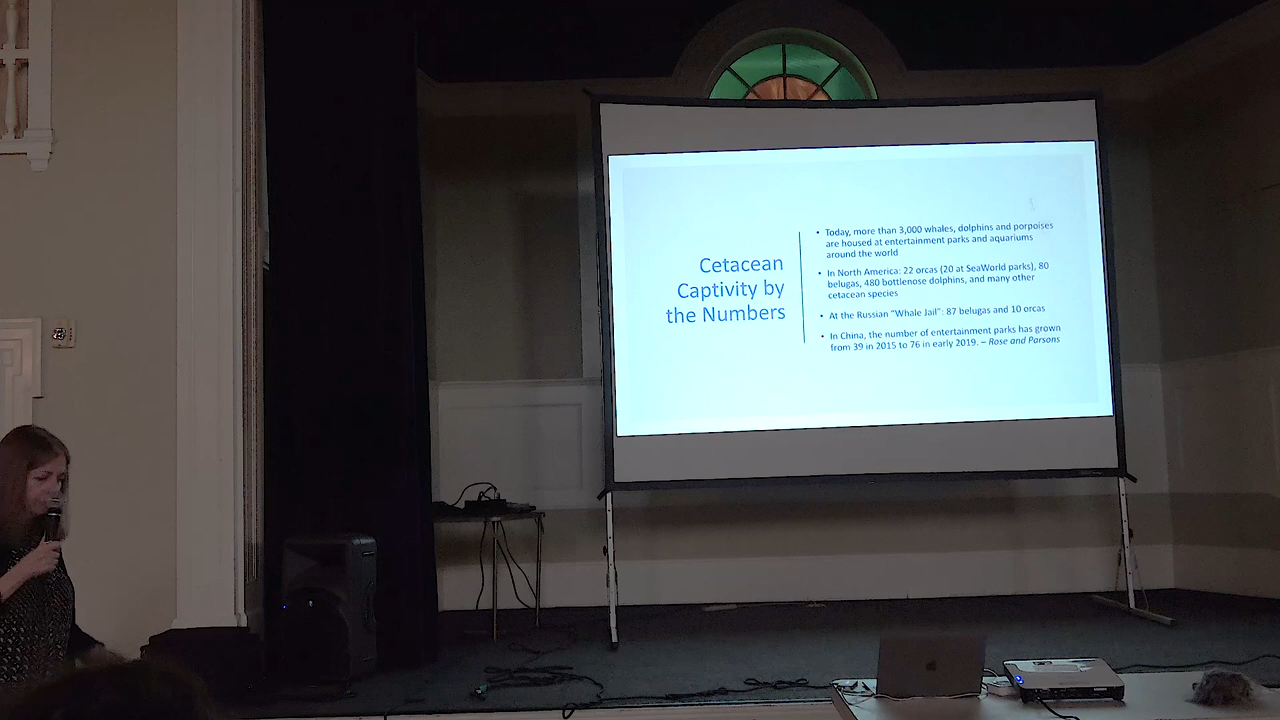 Cetacean
Captivity by
the Numbers
• Today, more than 3,000 whales, dolphins and porpoises
are housed at entertainment parks and aquariums
around the world
• In North America: 22 orcas (20 at SeaWorld parks), 80
belugas, 480 bottlenose dolphins, and many other
cetacean species
• At the Russian “Whale Jail”: 87 belugas and 10 orcas
• In China, the number of entertainment parks has grown
from 39 in 2015 to 76 in early 2019. – Rose and Parsons